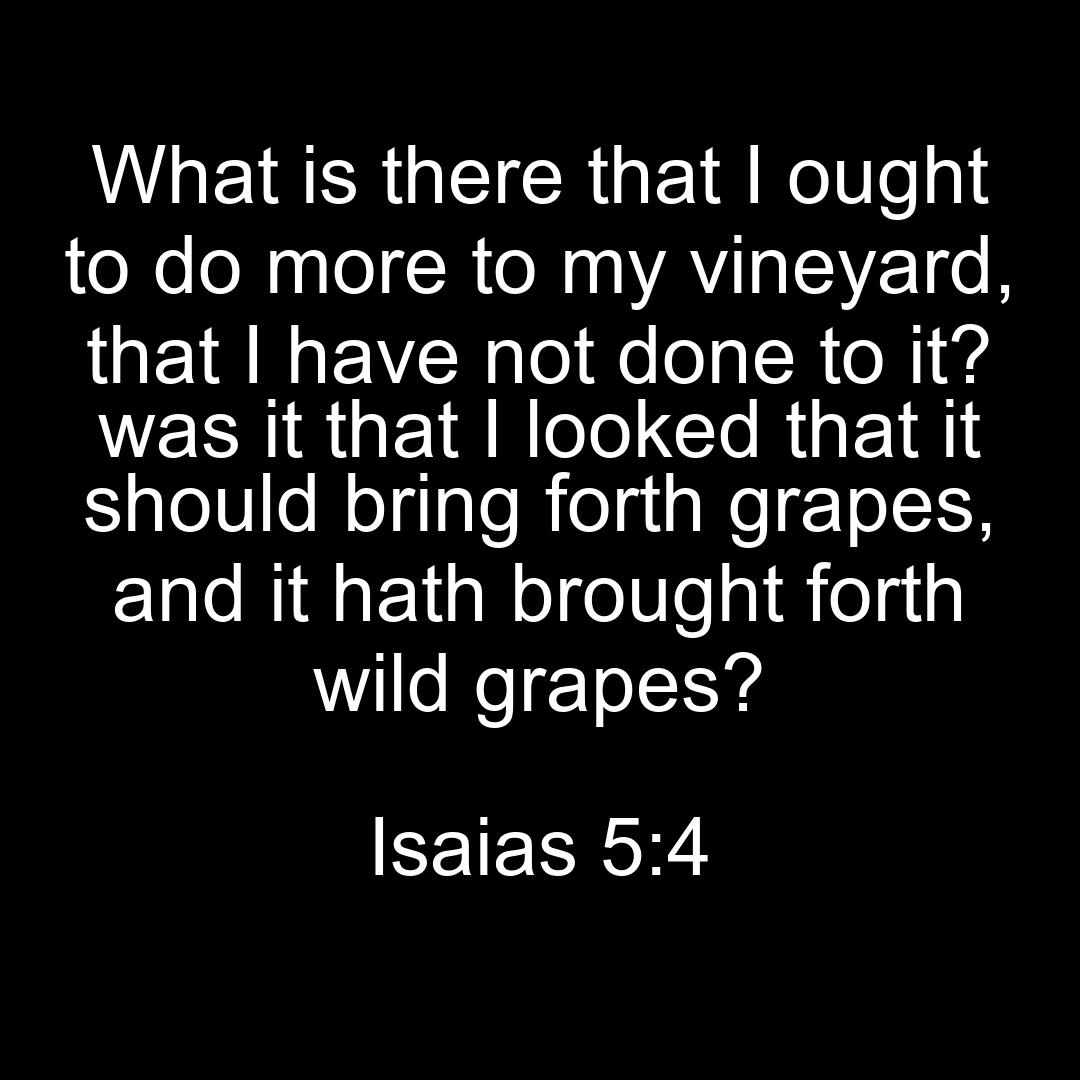 What is there that I ought
to do more to my vineyard,
that I have not done to it?
was it that I looked that it
should bring forth grapes,
and it hath brought forth
wild grapes?
Isaias 5:4